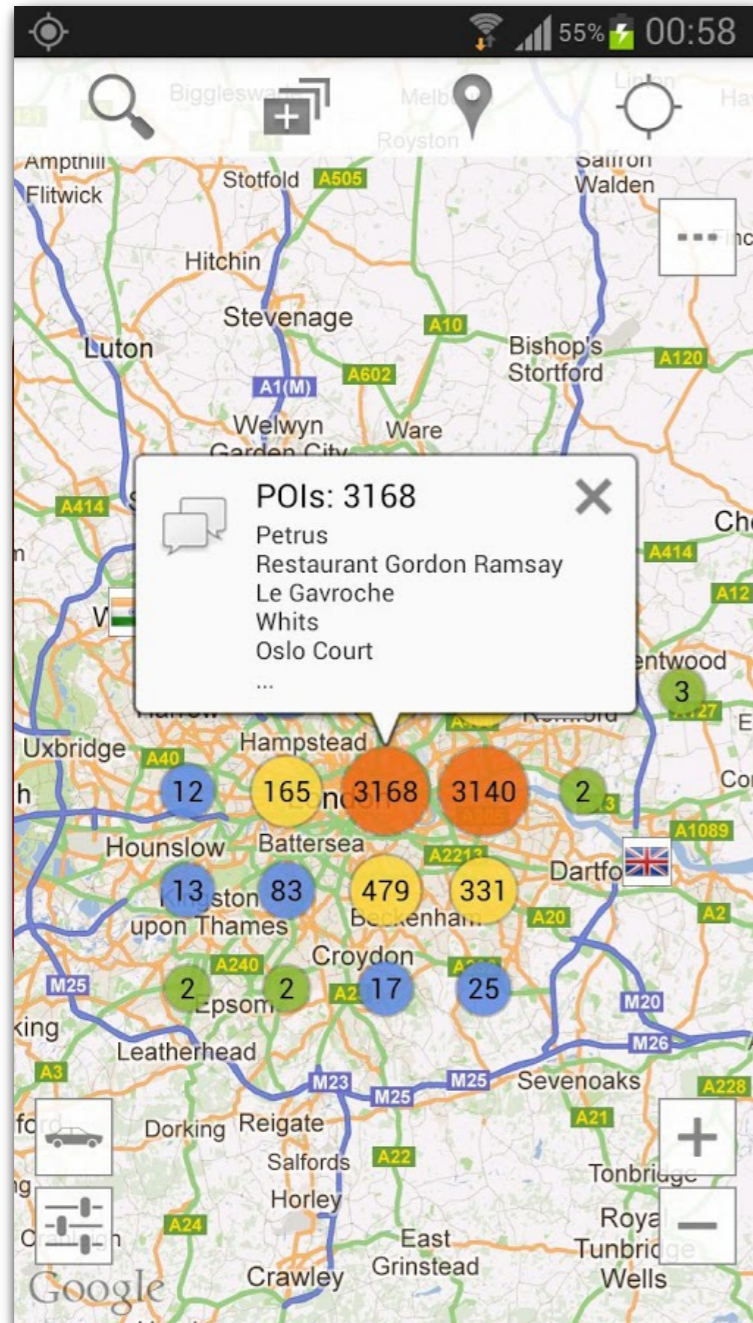 55% 00:58
Biggleswade
Royston
Ampthill
Saffron
Walden
Flitwick
Stotfold A505
Hitchin
Stevenage
A10
Luton
Bishop's
Stortford
A120
A602
A1(M)
Welwyn
Garden City
Ware
A414
POIs: 3168
Petrus
Restaurant Gordon Ramsay
Le Gavroche
Whits
Oslo Court
...
A414
A12
3
A127
Uxbridge
A40
Hampstead
12 165 3168 3140 2
A1089
Hounslow
Battersea
A2213
Dartfo
13 83 479 331
Kingston
upon Thames
Beckenham
A20
A2
Croydon
A240
M25
2 2 17 25
Epsom
M20
M26
king
Leatherhead
A3
M23
M25
M25
Sevenoaks
A228
A21
Dorking
Reigate
A22
Salfords
Tonbridge
Horley
A24
Roya
Tunbridge
Wells
East
Grinstead
Crawley
Google